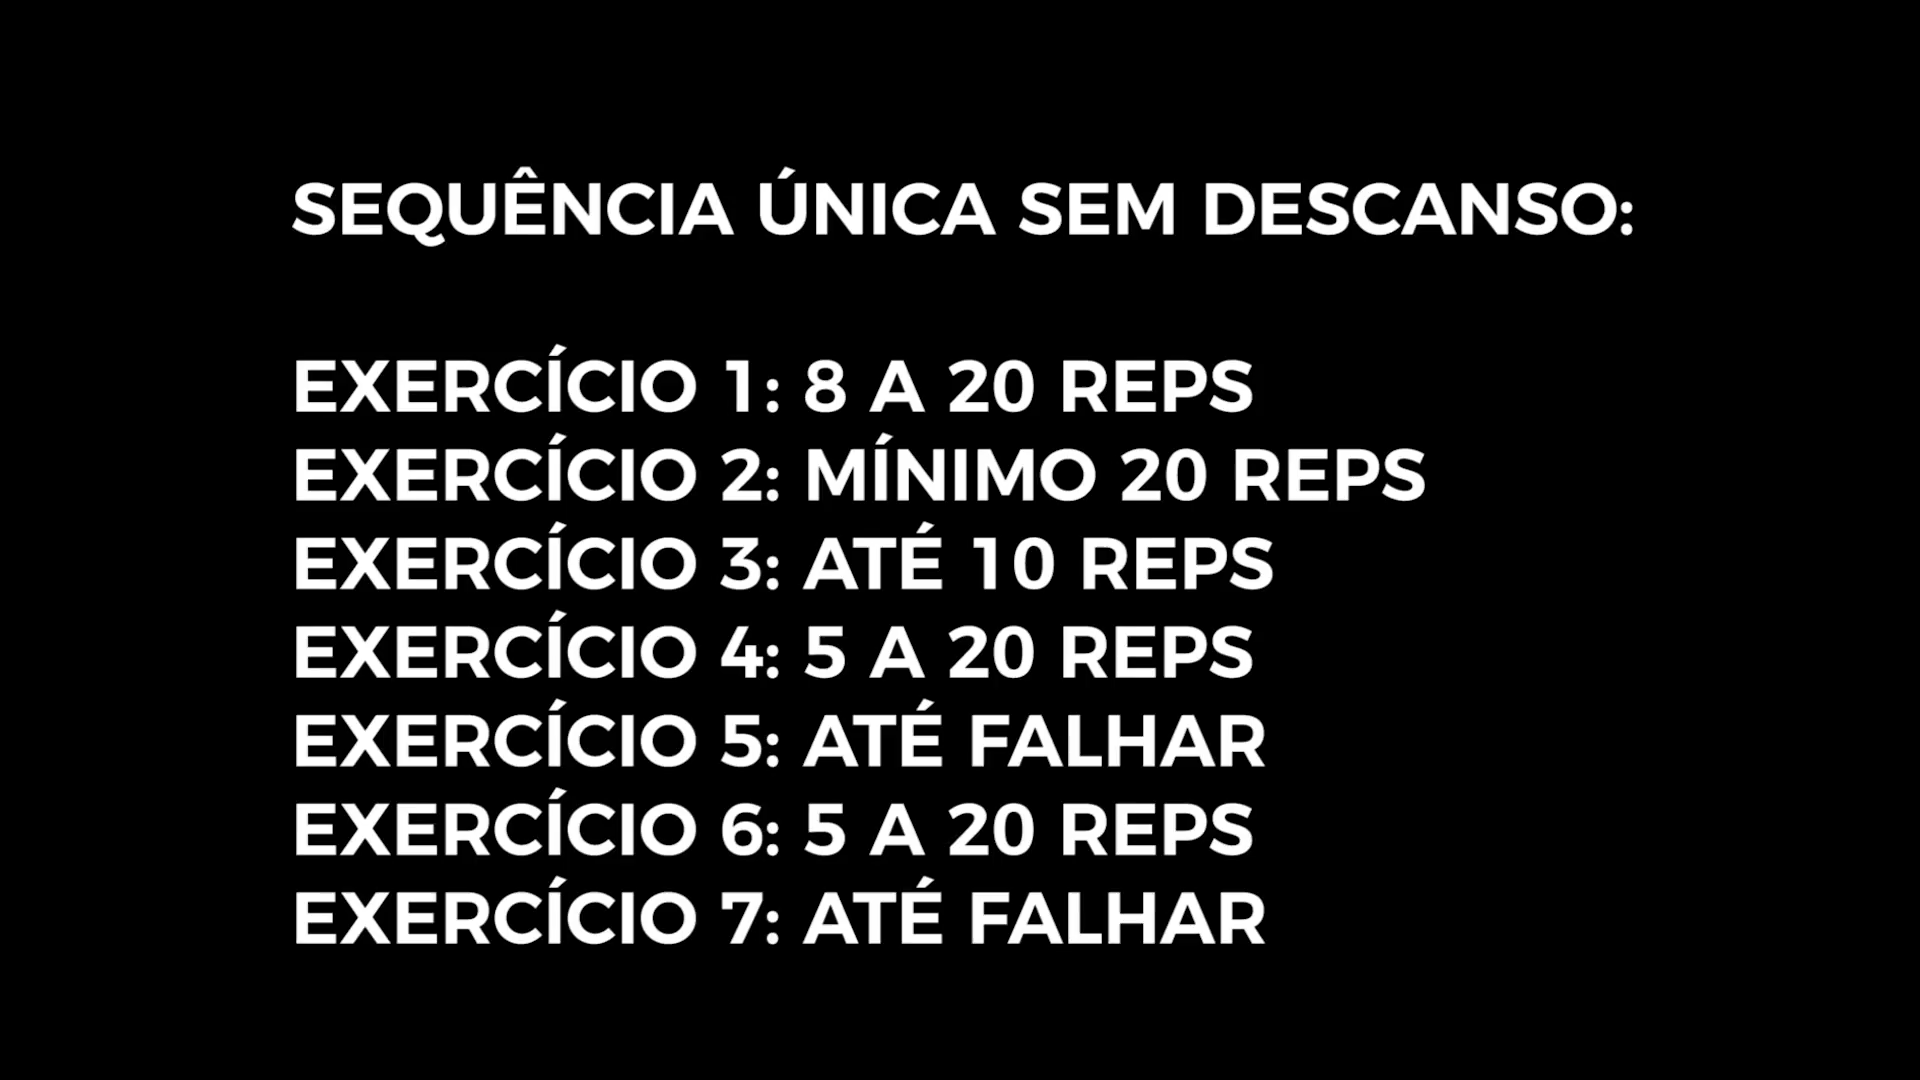 SEQUÊNCIA ÚNICA SEM DESCANSO:
EXERCÍCIO 1: 8 A 20 REPS
EXERCÍCIO 2: MÍNIMO 20 REPS
EXERCÍCIO 3: ATÉ 10 REPS
EXERCÍCIO 4: 5 A 20 REPS
EXERCÍCIO 5: ATÉ FALHAR
EXERCÍCIO 6: 5 A 20 REPS
EXERCÍCIO 7: ATÉ FALHAR